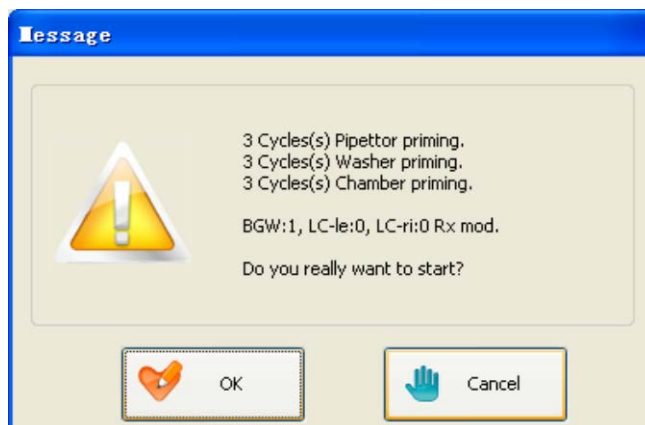 Message
3 Cycles(s) Pipettor priming.
3 Cycles(s) Washer priming.
3 Cycles(s) Chamber priming.
BGW:1, LC-le:0, LC-ri:0 Rx mod.
Do you really want to start?
OK
Cancel